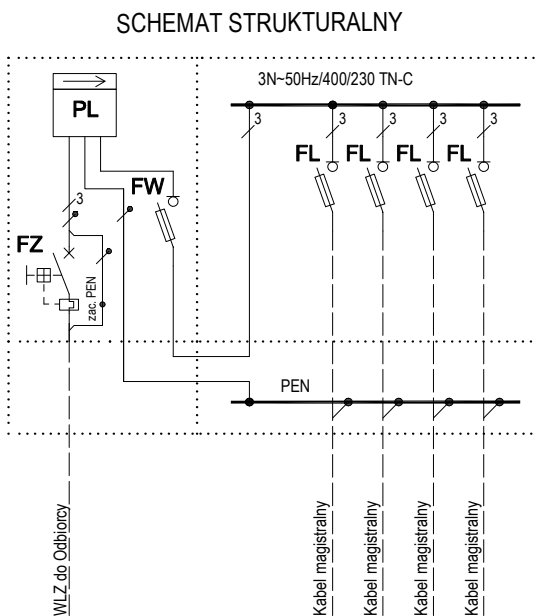 SCHEMAT STRUKTURALNY
3N~50Hz/400/230 TN-C
PL
3
3
3
3
3
FL
FL
FL
FL
FW
3
FZ
zac. PEN
PEN
WLZ do Odbiorcy
Kabel magistralny
Kabel magistralny
Kabel magistralny
Kabel magistralny